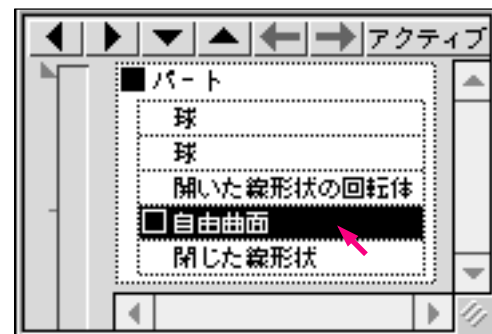 アクティブ
パート
球
球
開いた線形状の回転体
自由曲面
閉じた線形状